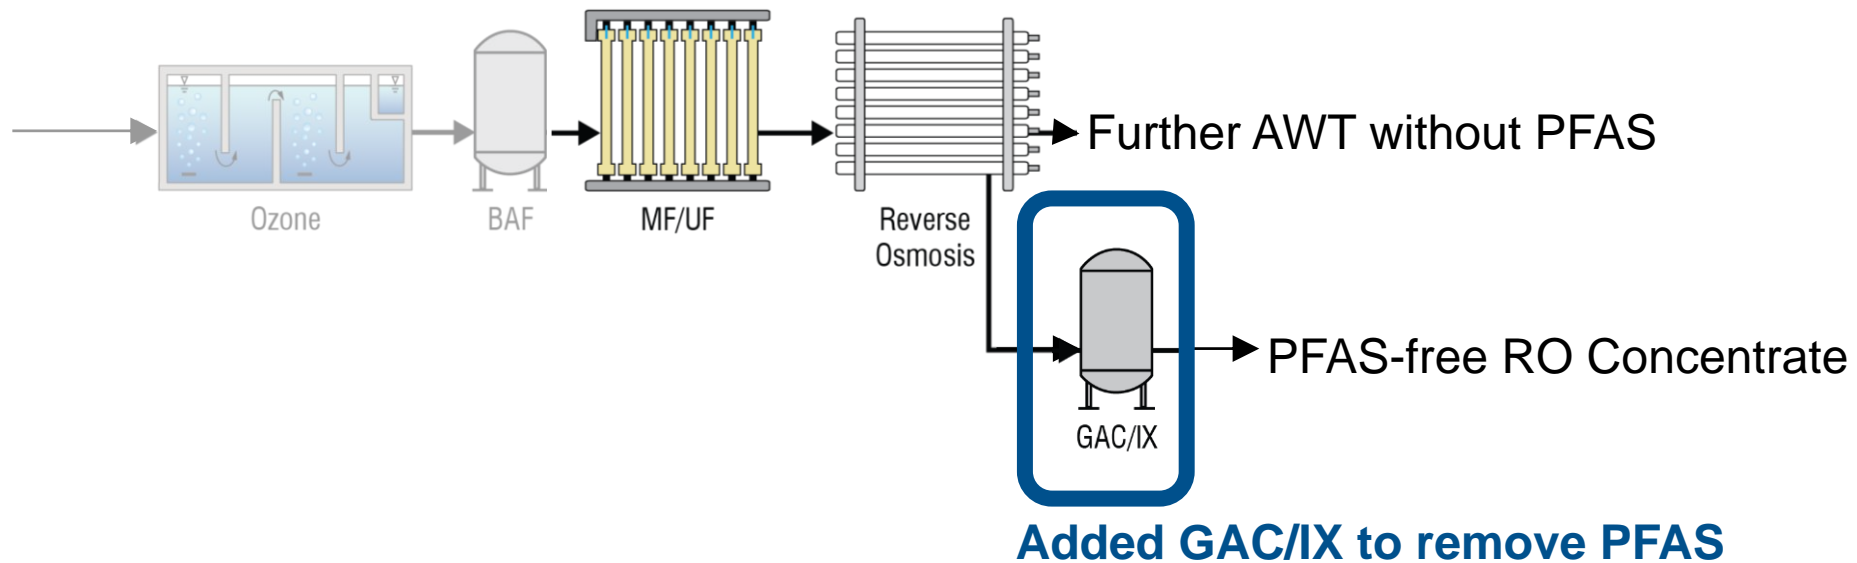 Further AWT without PFAS
Ozone
BAF
MF/UF
Reverse
Osmosis
PFAS-free RO Concentrate
GAC/IX
Added GAC/IX to remove PFAS